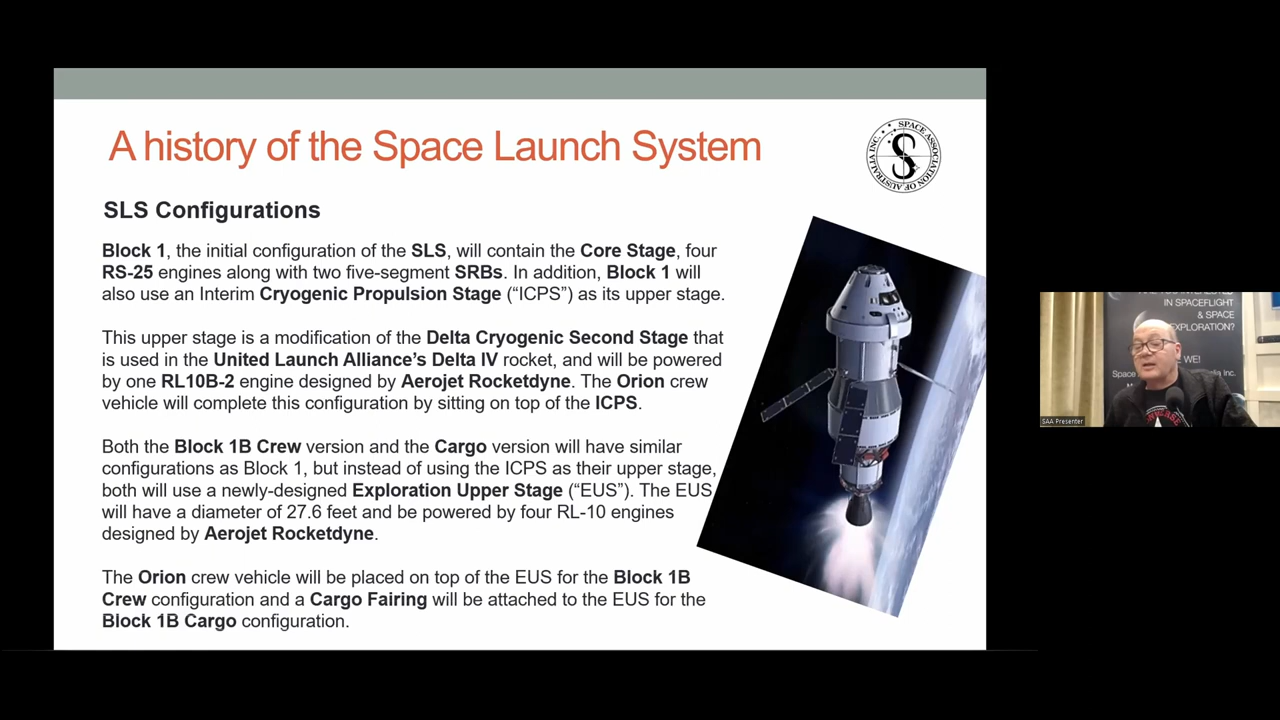 A history of the Space Launch System
SPACE ASSOCIATION OF AUSTRALIA INC.
S
SLS Configurations
Block 1, the initial configuration of the SLS, will contain the Core Stage, four
RS-25 engines along with two five-segment SRBs. In addition, Block 1 will
also use an Interim Cryogenic Propulsion Stage (“ICPS”) as its upper stage.
This upper stage is a modification of the Delta Cryogenic Second Stage that
is used in the United Launch Alliance’s Delta IV rocket, and will be powered
by one RL10B-2 engine designed by Aerojet Rocketdyne. The Orion crew
vehicle will complete this configuration by sitting on top of the ICPS.
Both the Block 1B Crew version and the Cargo version will have similar
configurations as Block 1, but instead of using the ICPS as their upper stage,
both will use a newly-designed Exploration Upper Stage (“EUS”). The EUS
will have a diameter of 27.6 feet and be powered by four RL-10 engines
designed by Aerojet Rocketdyne.
The Orion crew vehicle will be placed on top of the EUS for the Block 1B
Crew configuration and a Cargo Fairing will be attached to the EUS for the
Block 1B Cargo configuration.
IN SPACEFLIGHT
& SPACE
WE!
Space
Inc.
SAA Presenter